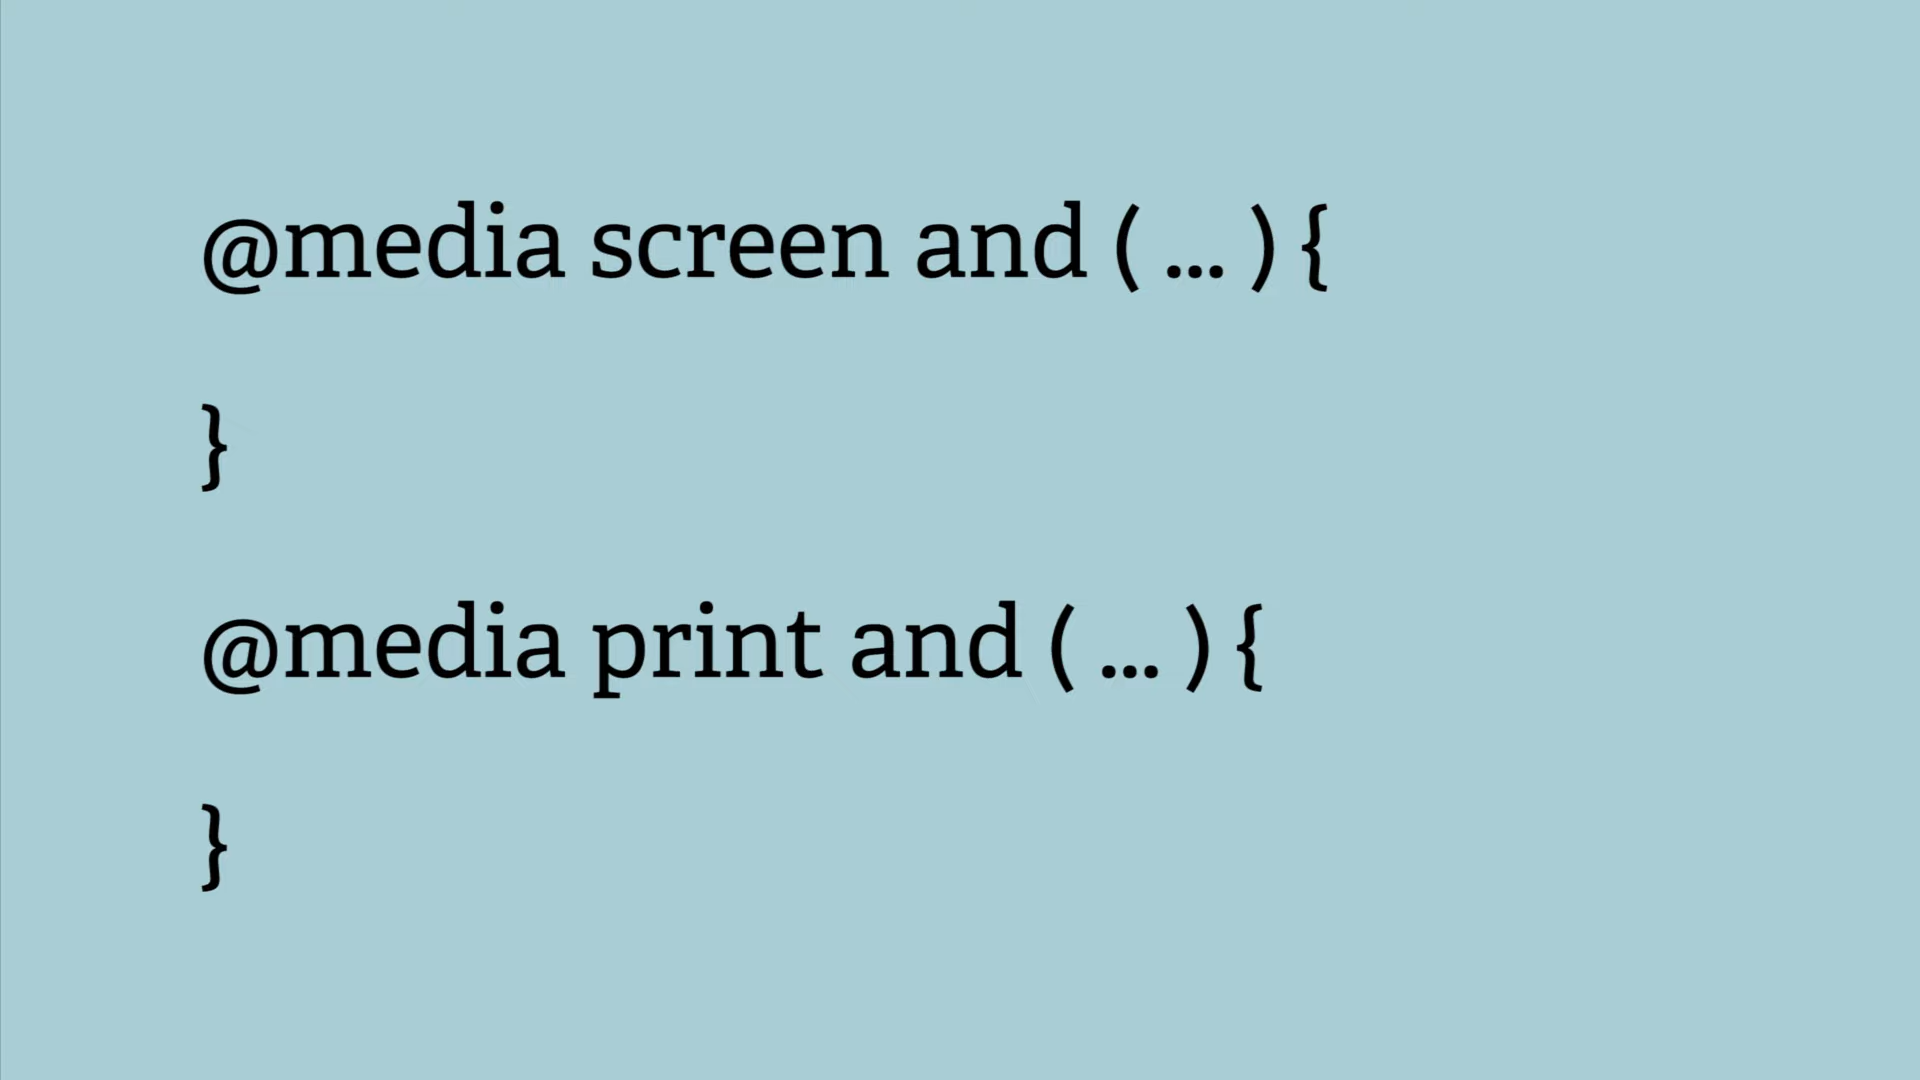 @media screen and ( ... ) {
}
@media print and ( ... ) {
}